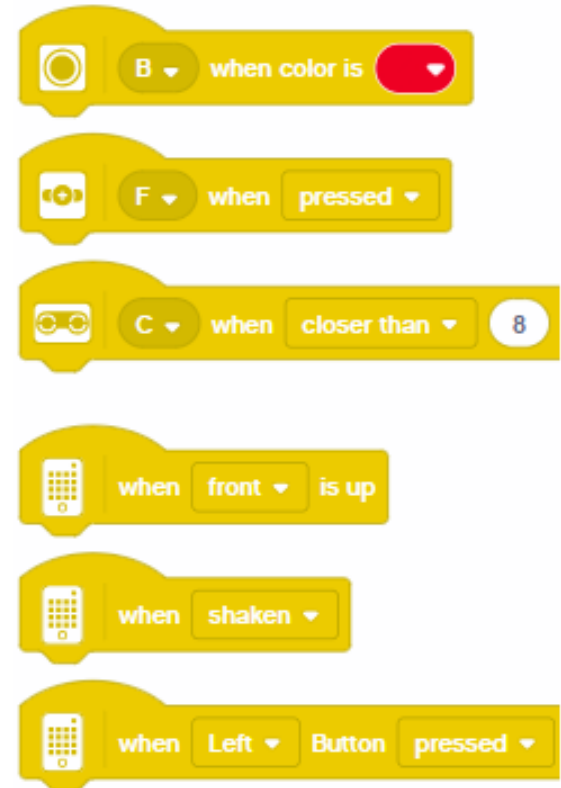 B when color is
F when pressed
C when closer than 8
when front is up
when shaken
when Left Button pressed